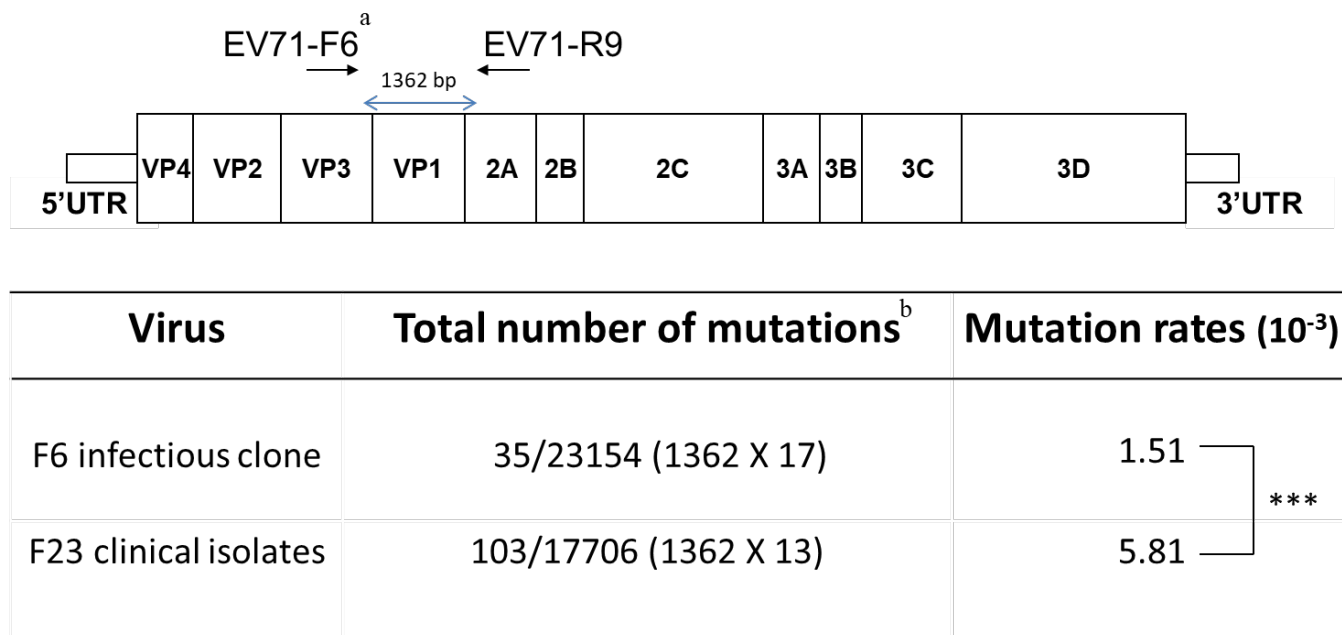 EV71-F6a
EV71-R9
1362 bp
VP4 VP2 VP3 VP1 2A 2B 2C 3A 3B 3C 3D
5’UTR
3’UTR
Virus Total number of mutationsb Mutation rates (10-3)
F6 infectious clone 35/23154 (1362 X 17) 1.51
***
F23 clinical isolates 103/17706 (1362 X 13) 5.81